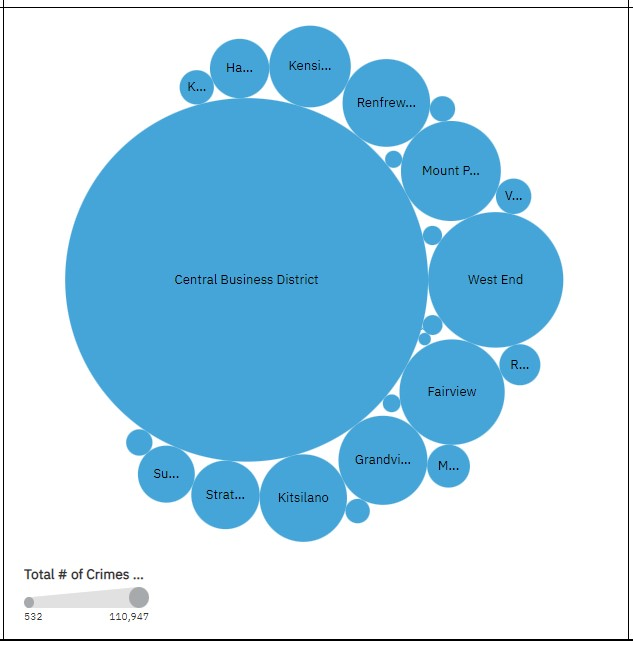 Kensi...
Ha...
K...
Renfrew...
Mount P...
V...
Central Business District
West End
R...
Fairview
Grandvi...
M...
Su...
Strat...
Kitsilano
Total # of Crimes ...
532
110,947